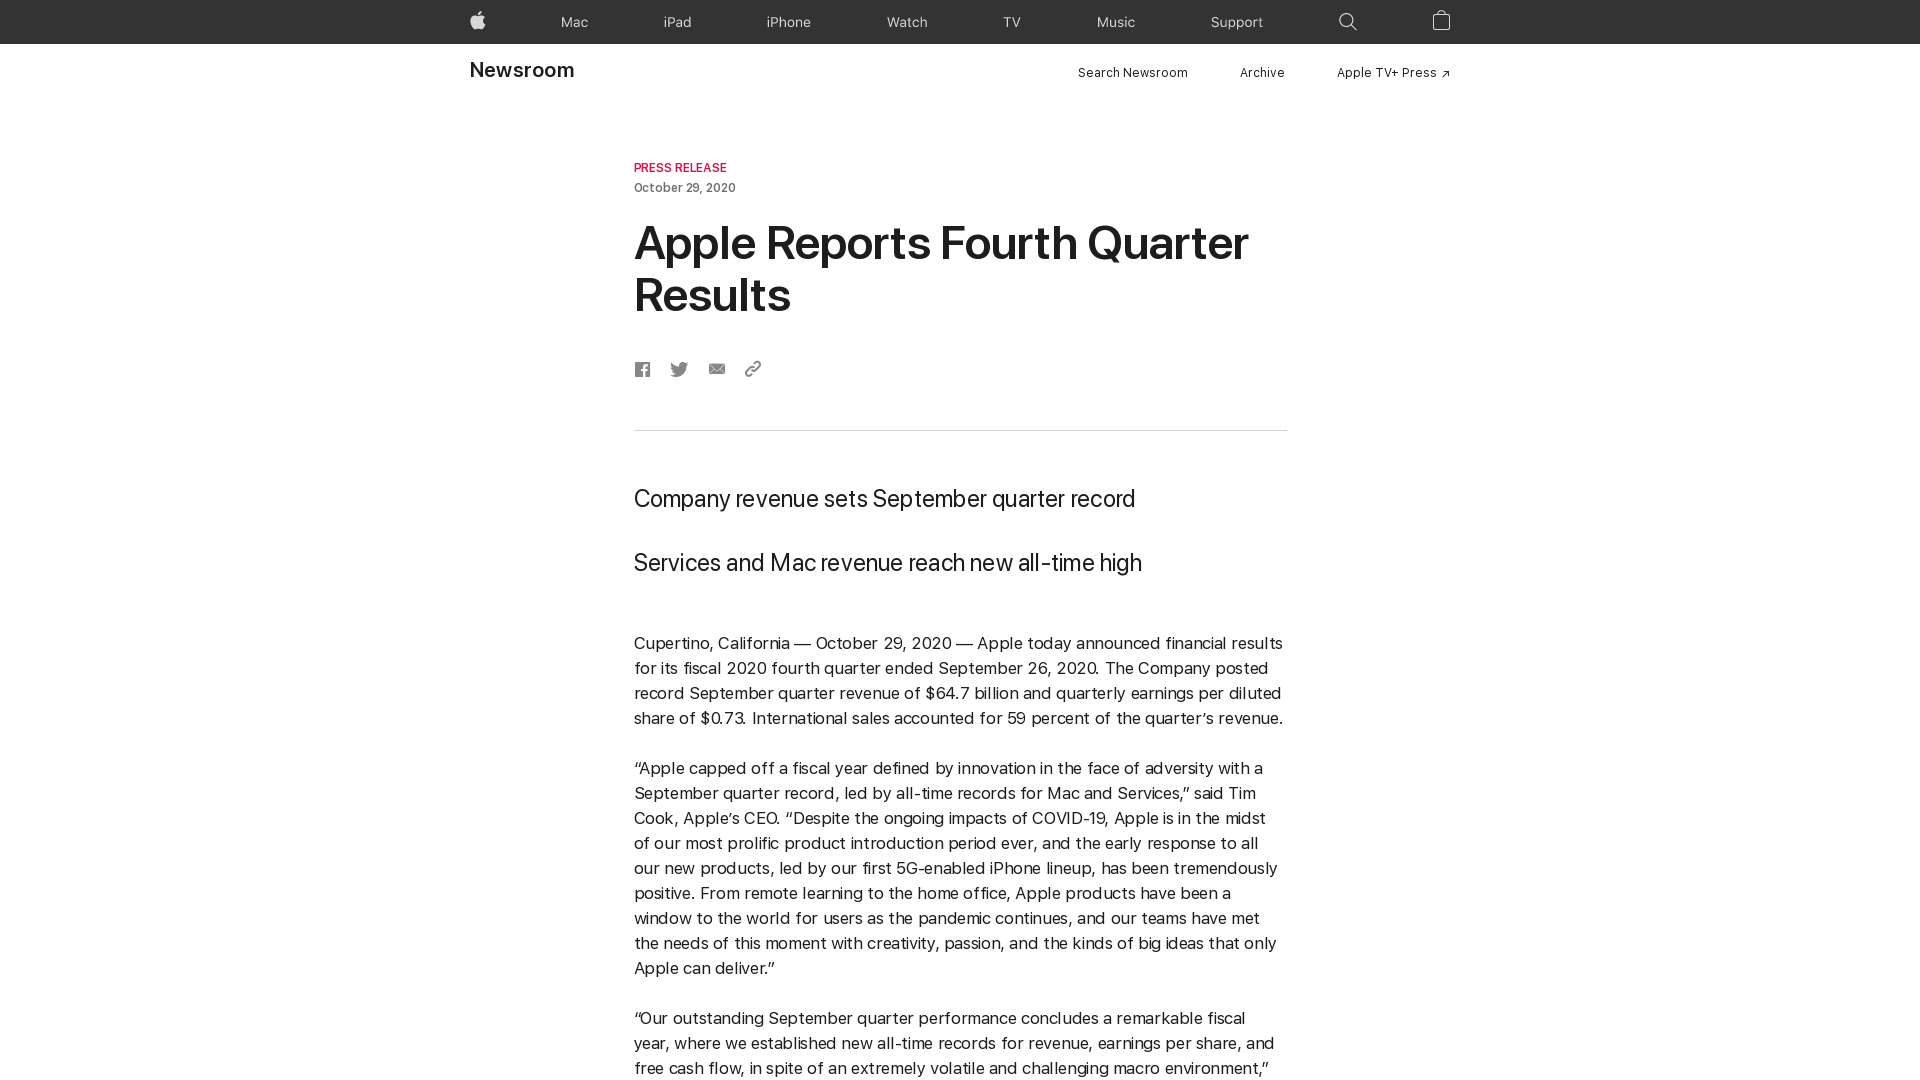 Mac
iPad
iPhone
Watch
TV
Music
Support
Newsroom
Search Newsroom
Archive
Apple TV+ Press ↗
PRESS RELEASE
October 29, 2020
Apple Reports Fourth Quarter
Results
Company revenue sets September quarter record
Services and Mac revenue reach new all-time high
Cupertino, California — October 29, 2020 — Apple today announced financial results
for its fiscal 2020 fourth quarter ended September 26, 2020. The Company posted
record September quarter revenue of $64.7 billion and quarterly earnings per diluted
share of $0.73. International sales accounted for 59 percent of the quarter’s revenue.
“Apple capped off a fiscal year defined by innovation in the face of adversity with a
September quarter record, led by all-time records for Mac and Services,” said Tim
Cook, Apple’s CEO. “Despite the ongoing impacts of COVID-19, Apple is in the midst
of our most prolific product introduction period ever, and the early response to all
our new products, led by our first 5G-enabled iPhone lineup, has been tremendously
positive. From remote learning to the home office, Apple products have been a
window to the world for users as the pandemic continues, and our teams have met
the needs of this moment with creativity, passion, and the kinds of big ideas that only
Apple can deliver.”
“Our outstanding September quarter performance concludes a remarkable fiscal
year, where we established new all-time records for revenue, earnings per share, and
free cash flow, in spite of an extremely volatile and challenging macro environment,”